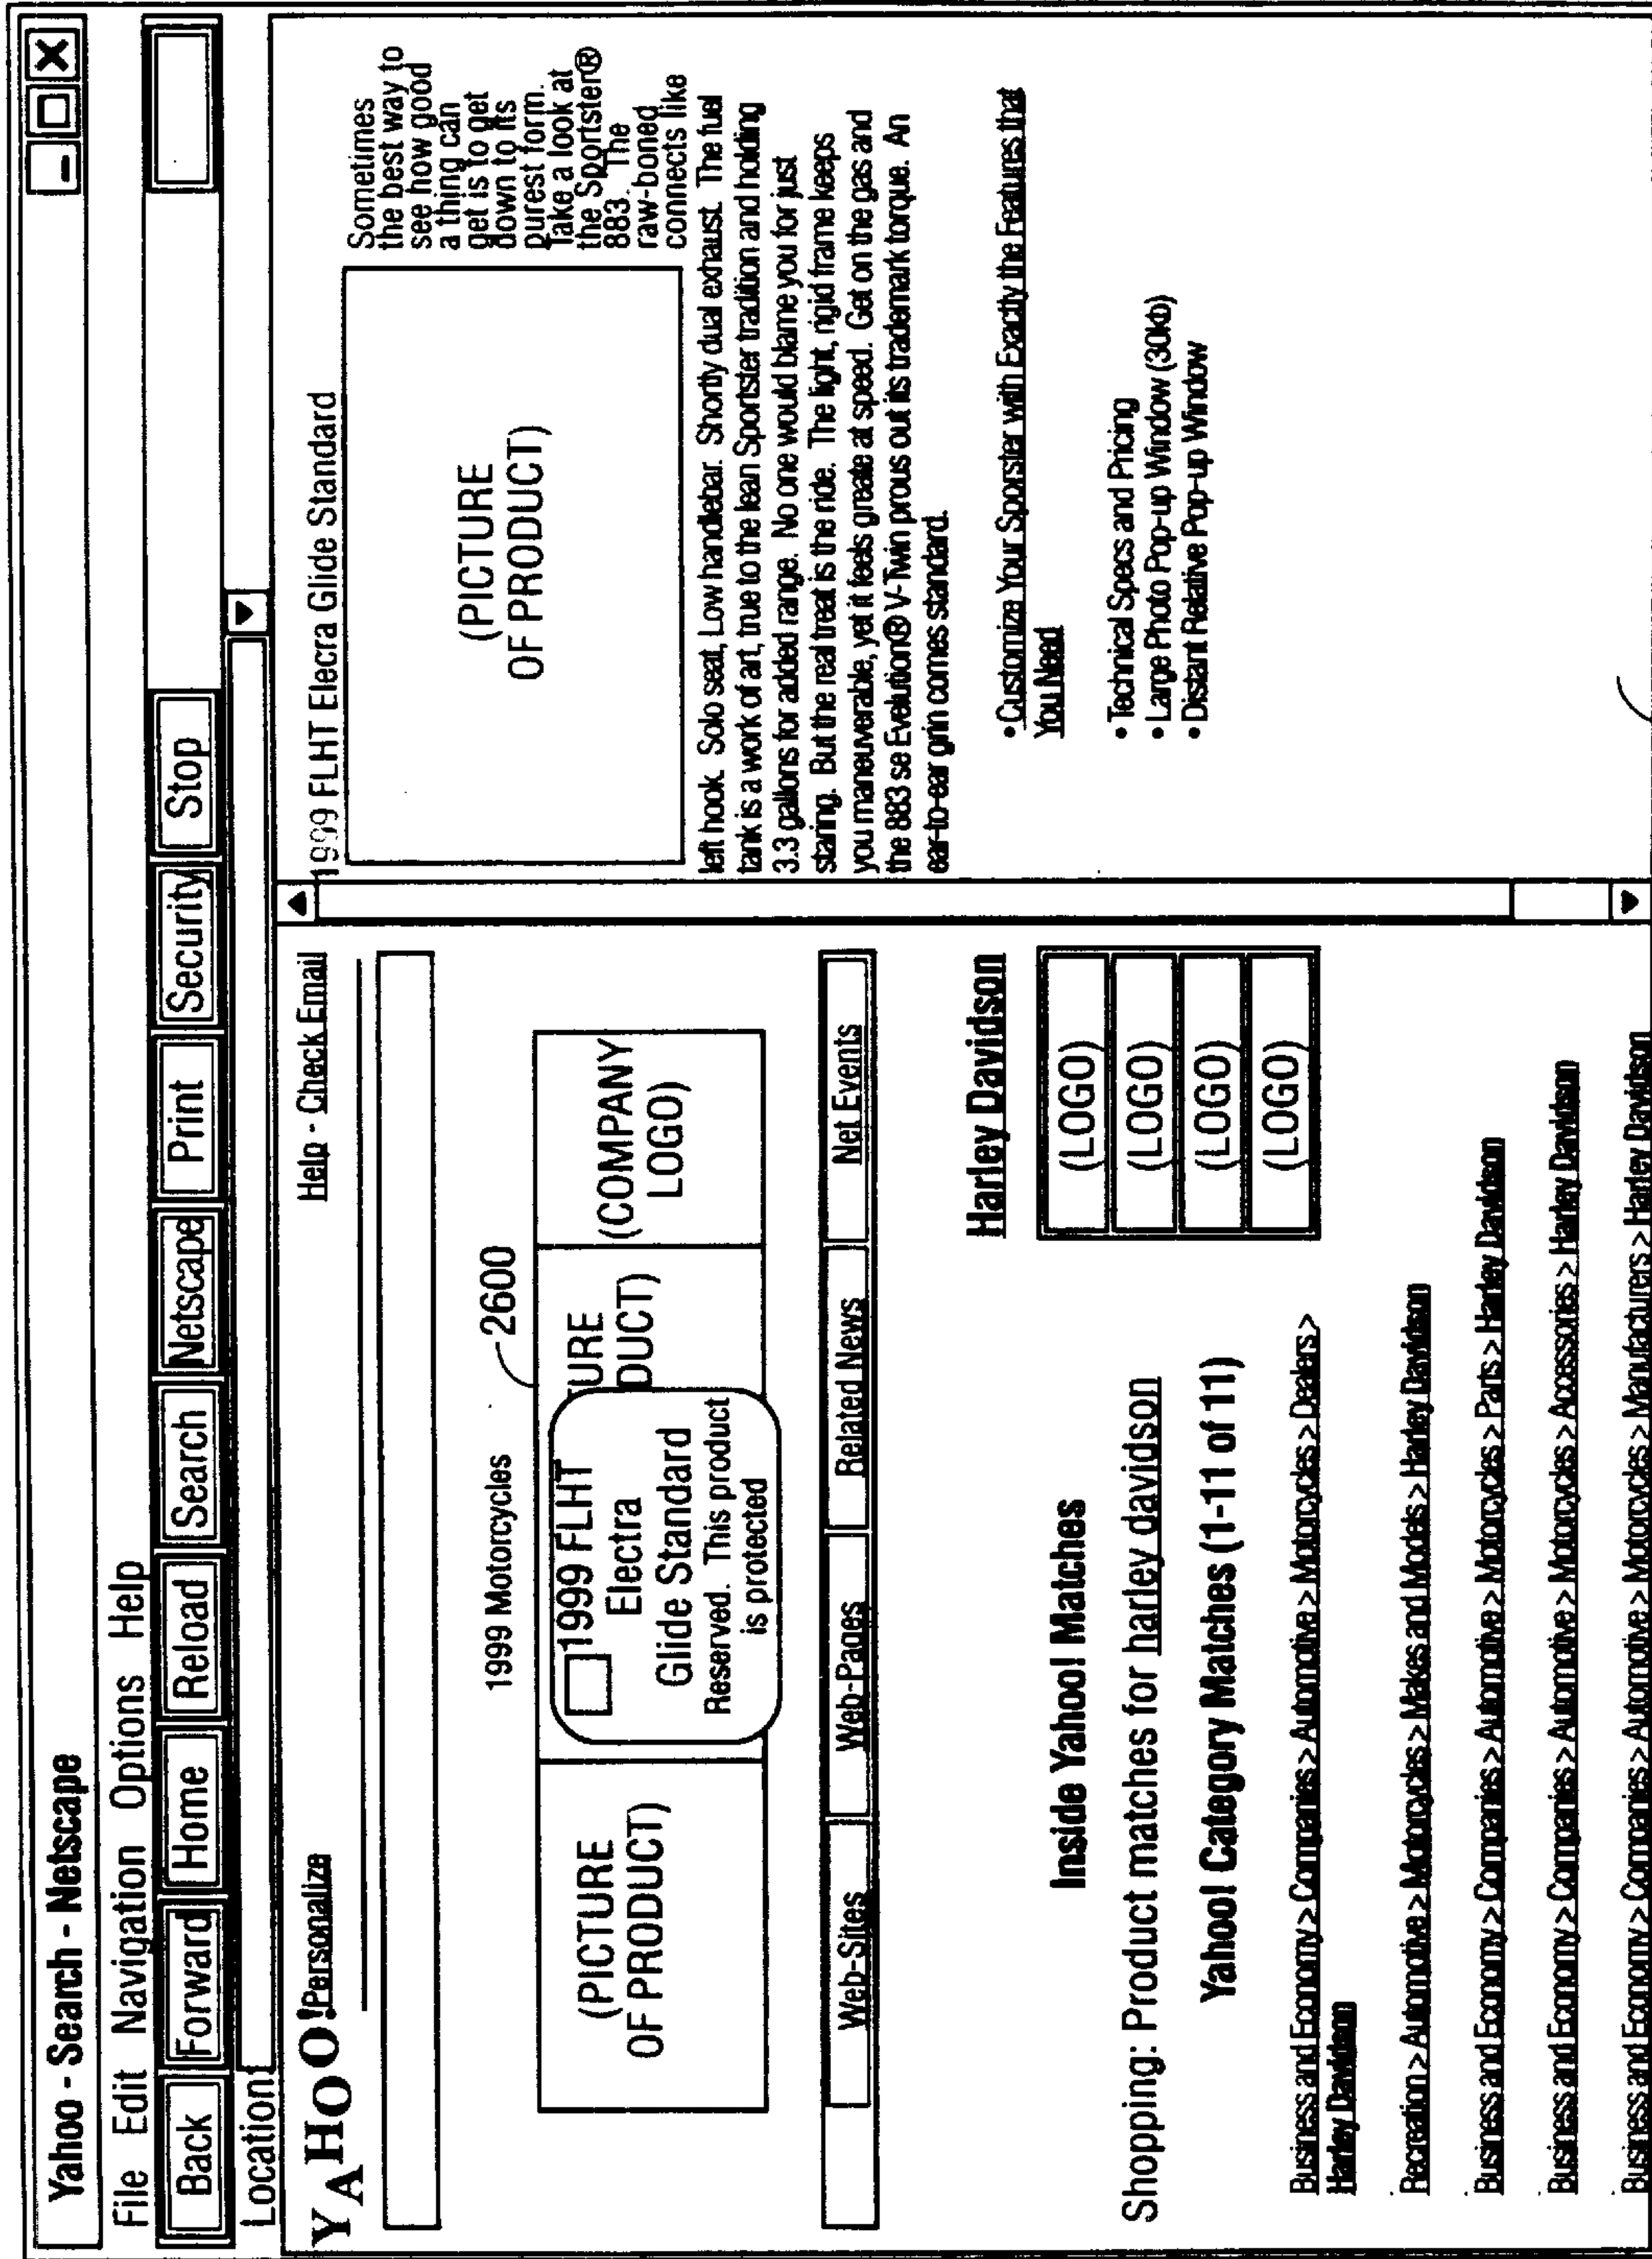 Yahoo - Search - Netscape
File Edit Navigation Options Help
Back Forward Home Reload Search Netscape Print Security Stop
Location:
YAHOO! Personalize
Help - Check Email
1999 Motorcycles
2600
(PICTURE
OF PRODUCT)
1999 FLHT
Electra
Glide Standard
Reserved. This product
is protected
TURE
DUCT)
(COMPANY
LOGO)
Web-Sites Web-Pages Related News Net Events
Inside Yahoo! Matches
Shopping: Product matches for harley davidson
Yahoo! Category Matches (1-11 of 11)
Harley Davidson
(LOGO)
(LOGO)
(LOGO)
(LOGO)
Business and Economy > Companies > Automotive > Motorcycles > Dealers >
Harley Davidson
Recreation > Automotive > Motorcycles > Makes and Models > Harley Davidson
Business and Economy > Companies > Automotive > Motorcycles > Parts > Harley Davidson
Business and Economy > Companies > Automotive > Motorcycles > Accessories > Harley Davidson
Business and Economy > Companies > Automotive > Motorcycles > Manufacturers > Harley Davidson
1999 FLHT Elecra Glide Standard
(PICTURE
OF PRODUCT)
Sometimes
the best way to
see how good
a thing can
get is to get
down to its
purest form.
Take a look at
the Sportster®
883. The
raw-boned
connects like
left hook. Solo seat, Low handlebar. Shortly dual exhaust. The fuel
tank is a work of art, true to the lean Sportster tradition and holding
3.3 gallons for added range. No one would blame you for just
staring. But the real treat is the ride. The light, rigid frame keeps
you maneuverable, yet it feels greate at speed. Get on the gas and
the 883 se Evelution® V-Twin prous out its trademark torque. An
ear-to-ear grin comes standard.
• Customize Your Sporster with Exactly the Features that
You Need
• Technical Specs and Pricing
• Large Photo Pop-up Window (30kb)
• Distant Relative Pop-up Window